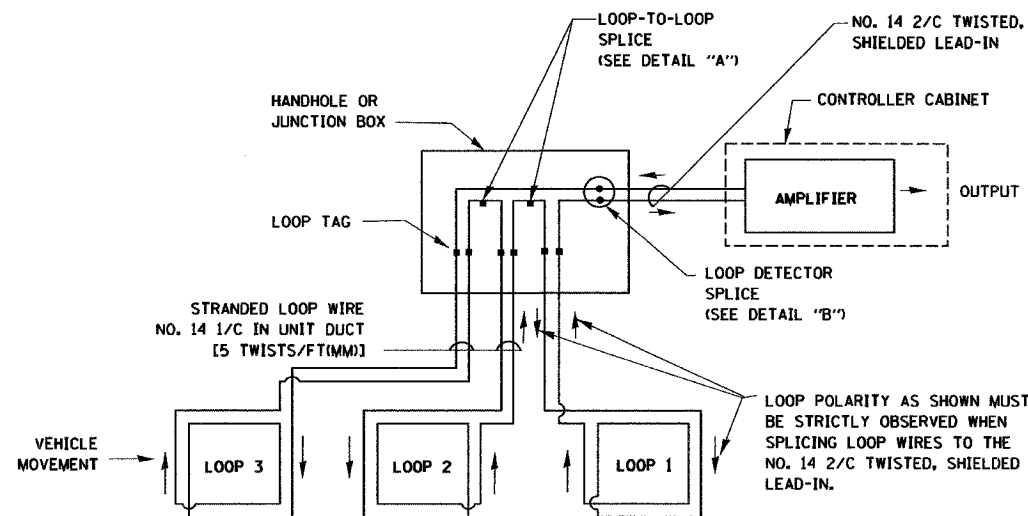 LOOP-TO-LOOP
SPLICE
(SEE DETAIL "A")
NO. 14 2/C TWISTED,
SHIELDED LEAD-IN
HANDHOLE OR
JUNCTION BOX
CONTROLLER CABINET
AMPLIFIER
OUTPUT
LOOP TAG
LOOP DETECTOR
SPLICE
(SEE DETAIL "B")
STRANDED LOOP WIRE
NO. 14 1/C IN UNIT DUCT
[5 TWISTS/FT(MM)]
LOOP POLARITY AS SHOWN MUST
BE STRICTLY OBSERVED WHEN
SPLICING LOOP WIRES TO THE
NO. 14 2/C TWISTED, SHIELDED
LEAD-IN.
VEHICLE
MOVEMENT
LOOP 3
LOOP 2
LOOP 1